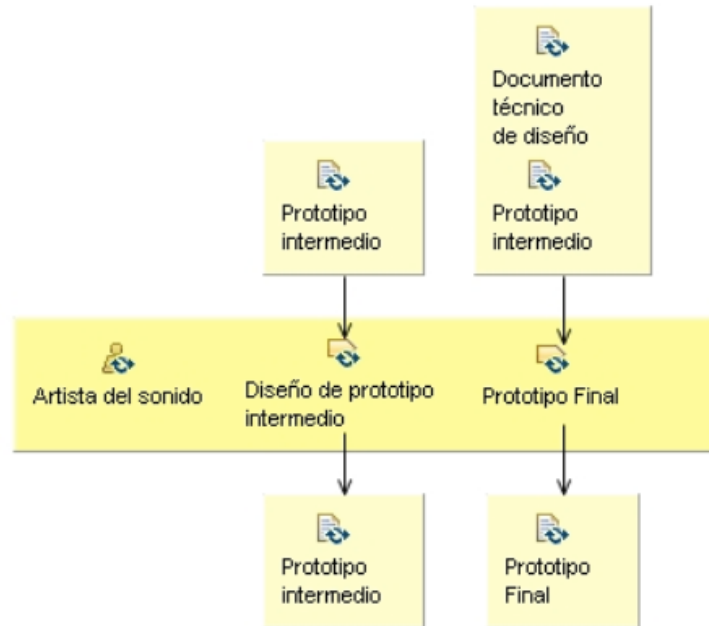 Documento
técnico
de diseño
Prototipo
intermedio
Prototipo
intermedio
Artista del sonido
Diseño de prototipo
intermedio
Prototipo Final
Prototipo
intermedio
Prototipo
Final